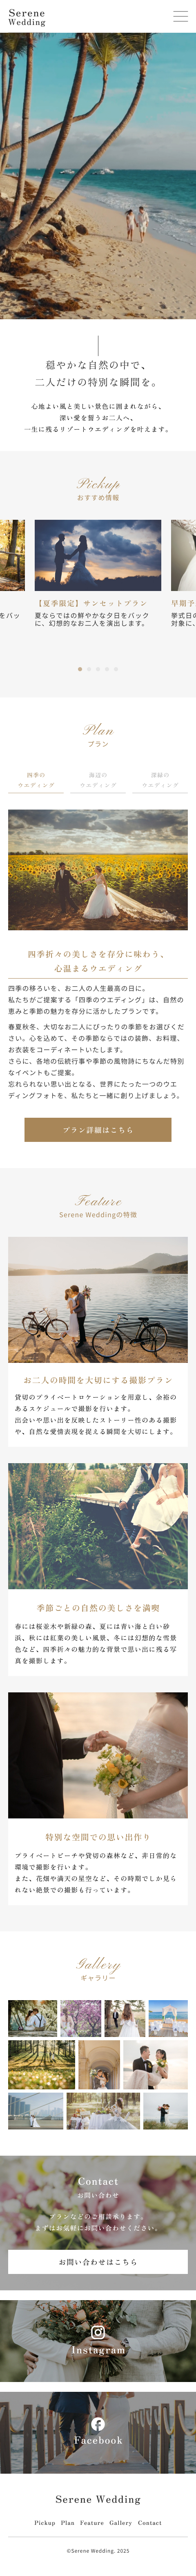 Serene
Wedding
穏やかな自然の中で、
二人だけの特別な瞬間を。
心地よい風と美しい景色に囲まれながら、
深い愛を誓うお二人へ、
一生に残るリゾートウエディングを叶えます。
Pickup
おすすめ情報
【夏季限定】サンセットプラン
早期予
をバッ
夏ならではの鮮やかな夕日をバック
に、幻想的なお二人を演出します。
挙式日の
対象に、
Plan
プラン
四季の
ウエディング
海辺の
ウエディング
深緑の
ウエディング
四季折々の美しさを存分に味わう、
心温まるウエディング
四季の移ろいを、お二人の人生最高の日に。
私たちがご提案する「四季のウエディング」は、自然の
恵みと季節の魅力を存分に活かしたプランです。
春夏秋冬、大切なお二人にぴったりの季節をお選びくだ
さい。心を込めて、その季節ならではの装飾、お料理、
お衣装をコーディネートいたします。
さらに、各地の伝統行事や季節の風物詩にちなんだ特別
なイベントもご提案。
忘れられない思い出となる、世界にたった一つのウエ
ディングフォトを、私たちと一緒に創り上げましょう。
プラン詳細はこちら
Feature
Serene Weddingの特徴
お二人の時間を大切にする撮影プラン
貸切のプライベートロケーションを用意し、余裕の
あるスケジュールで撮影を行います。
出会いや思い出を反映したストーリー性のある撮影
や、自然な愛情表現を捉える瞬間を大切にします。
季節ごとの自然の美しさを満喫
春には桜並木や新緑の森、夏には青い海と白い砂
浜、秋には紅葉の美しい風景、冬には幻想的な雪景
色など、四季折々の魅力的な背景で思い出に残る写
真を撮影します。
特別な空間での思い出作り
プライベートビーチや貸切の森林など、非日常的な
環境で撮影を行います。
また、花畑や満天の星空など、その時期でしか見ら
れない絶景での撮影も行っています。
Gallery
ギャラリー
Contact
お問い合わせ
プランなどのご相談承ります。
まずはお気軽にお問い合わせください。
お問い合わせはこちら
Instagram
Facebook
Serene Wedding
Pickup Plan Feature Gallery Contact
©Serene Wedding, 2025